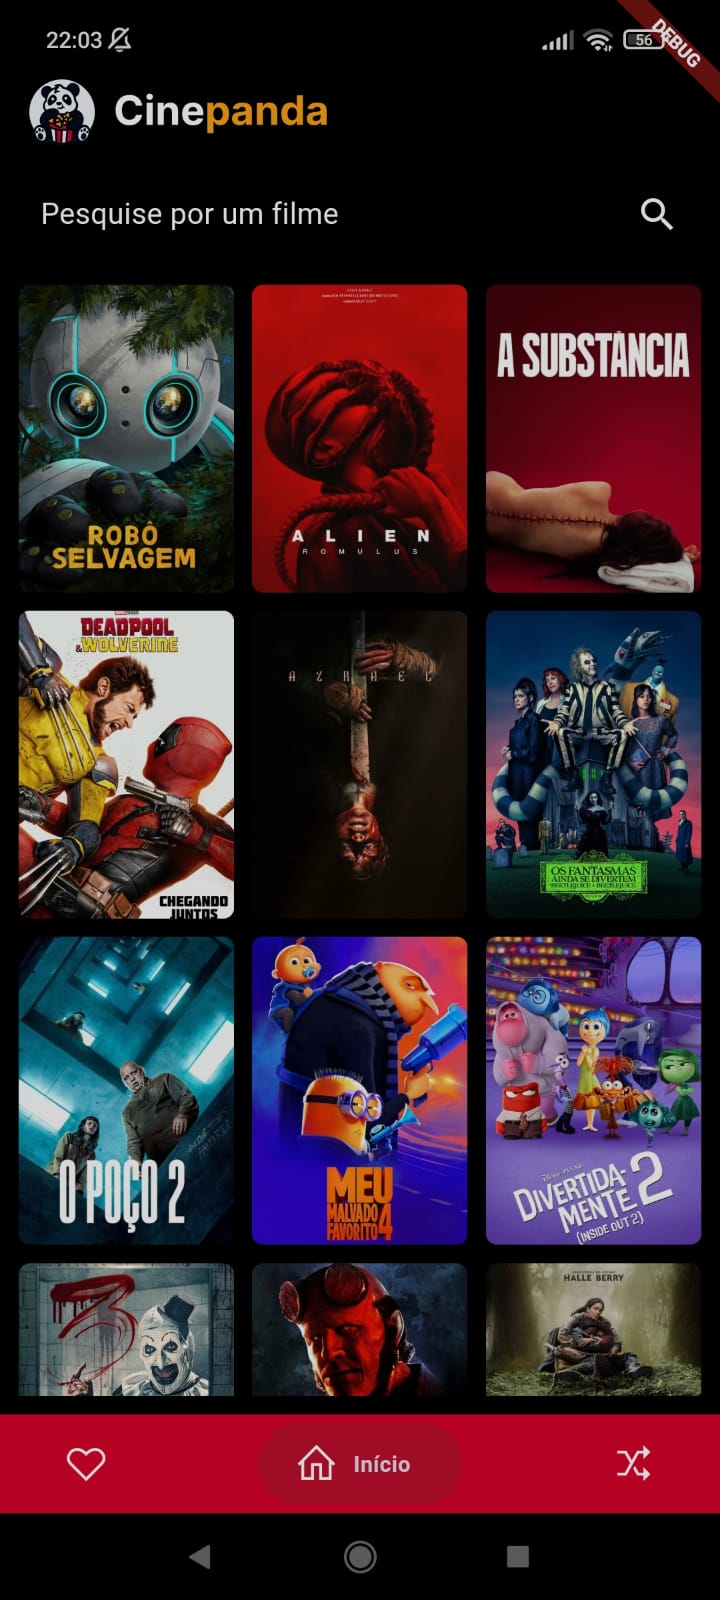 22:03
56
DEBUG
Cinepanda
Pesquise por um filme
ROBÔ
SELVAGEM
ALIEN
ROMULUS
A SUBSTÂNCIA
DEADPOOL
& WOLVERINE
CHEGANDO
JUNTOS
AZRAEL
OS FANTASMAS
AINDA SE DIVERTEM
BEETLEJUICE BEETLEJUICE
O POÇO 2
MEU
MALVADO
FAVORITO 4
DISNEY PIXAR
DIVERTIDA-
MENTE 2
(INSIDE OUT 2)
3
HALLE BERRY
Início